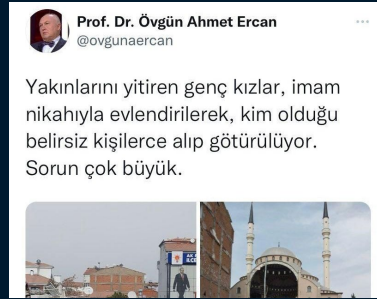 Prof. Dr. Övgün Ahmet Ercan
@ovgunaercan
Yakınlarını yitiren genç kızlar, imam
nikahıyla evlendirilerek, kim olduğu
belirsiz kişilerce alıp götürülüyor.
Sorun çok büyük.